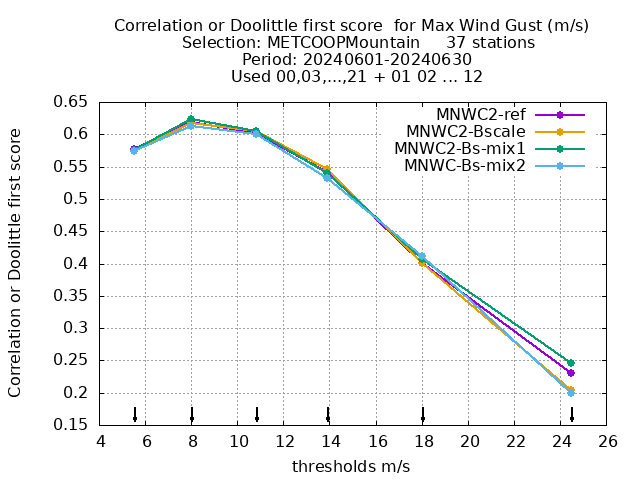 Correlation or Doolittle first score  for Max Wind Gust (m/s)
Selection: METCOOPMountain     37 stations
Period: 20240601-20240630
Used 00,03,...,21 + 01 02 ... 12
MNWC2-ref
MNWC2-Bscale
MNWC2-Bs-mix1
MNWC-Bs-mix2
Correlation or Doolittle first score
0.65
0.6
0.55
0.5
0.45
0.4
0.35
0.3
0.25
0.2
0.15
4 6 8 10 12 14 16 18 20 22 24 26
thresholds m/s